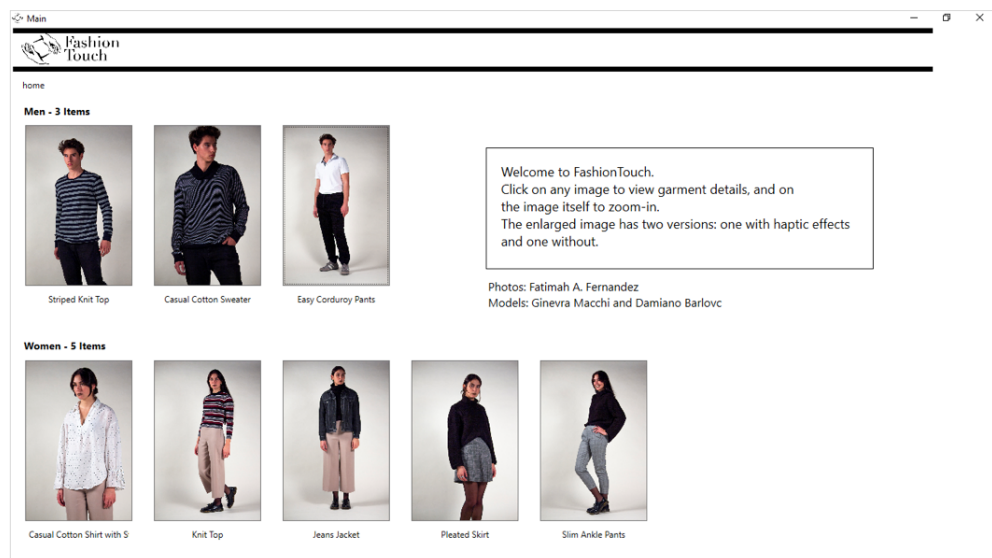 Main
Fashion
Touch
home
Men - 3 Items
Striped Knit Top
Casual Cotton Sweater
Easy Corduroy Pants
Welcome to FashionTouch.
Click on any image to view garment details, and on
the image itself to zoom-in.
The enlarged image has two versions: one with haptic effects
and one without.
Photos: Fatimah A. Fernandez
Models: Ginevra Macchi and Damiano Barlovc
Women - 5 Items
Casual Cotton Shirt with S
Knit Top
Jeans Jacket
Pleated Skirt
Slim Ankle Pants